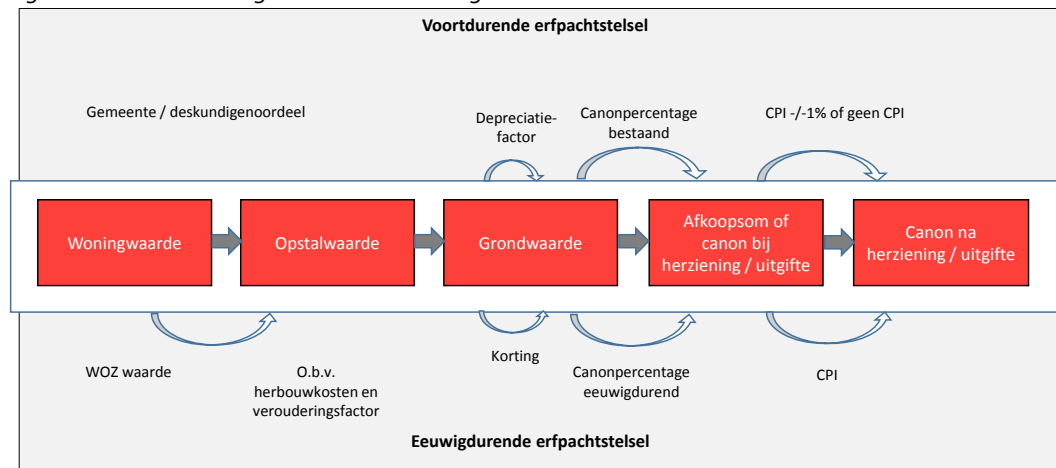 Voortdurende erfpachtstelsel
Gemeente / deskundigenoordeel
Depreciatie-
factor
Canonpercentage
bestaand
CPI -/-1% of geen CPI
Woningwaarde
Opstalwaarde
Grondwaarde
Afkoopsom of
canon bij
herziening / uitgifte
Canon na
herziening / uitgifte
WOZ waarde
O.b.v.
herbouwkosten en
verouderingsfactor
Korting
Canonpercentage
eeuwigdurend
CPI
Eeuwigdurende erfpachtstelsel